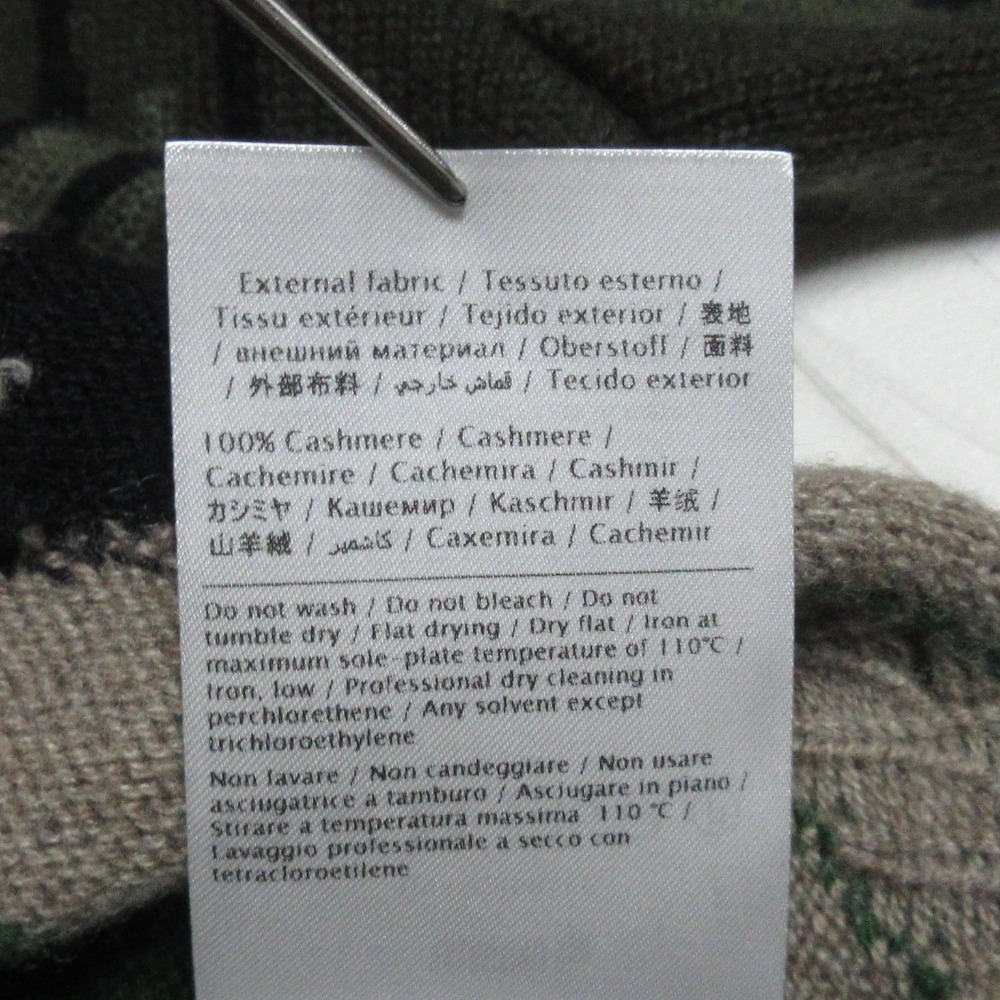 External fabric / Tessuto esterno /
Tissu extérieur / Tejido exterior / 表地
/ внешний материал / Oberstoff / 面料
/ 外部布料 / قماش خارجي / Tecido exterior
100% Cashmere / Cashmere /
Cachemire / Cachemira / Cashmir /
カシミヤ / Кашемир / Kaschmir / 羊绒 /
山羊絨 / كاشمير / Caxemira / Cachemir
Do not wash / Do not bleach / Do not
tumble dry / Flat drying / Dry flat / Iron at
maximum sole-plate temperature of 110°C /
Iron, low / Professional dry cleaning in
perchlorethene / Any solvent except
trichloroethylene
Non lavare / Non candeggiare / Non usare
asciugatrice a tamburo / Asciugare in piano /
Stirare a temperatura massima 110 °C /
Lavaggio professionale a secco con
tetracloroetilene